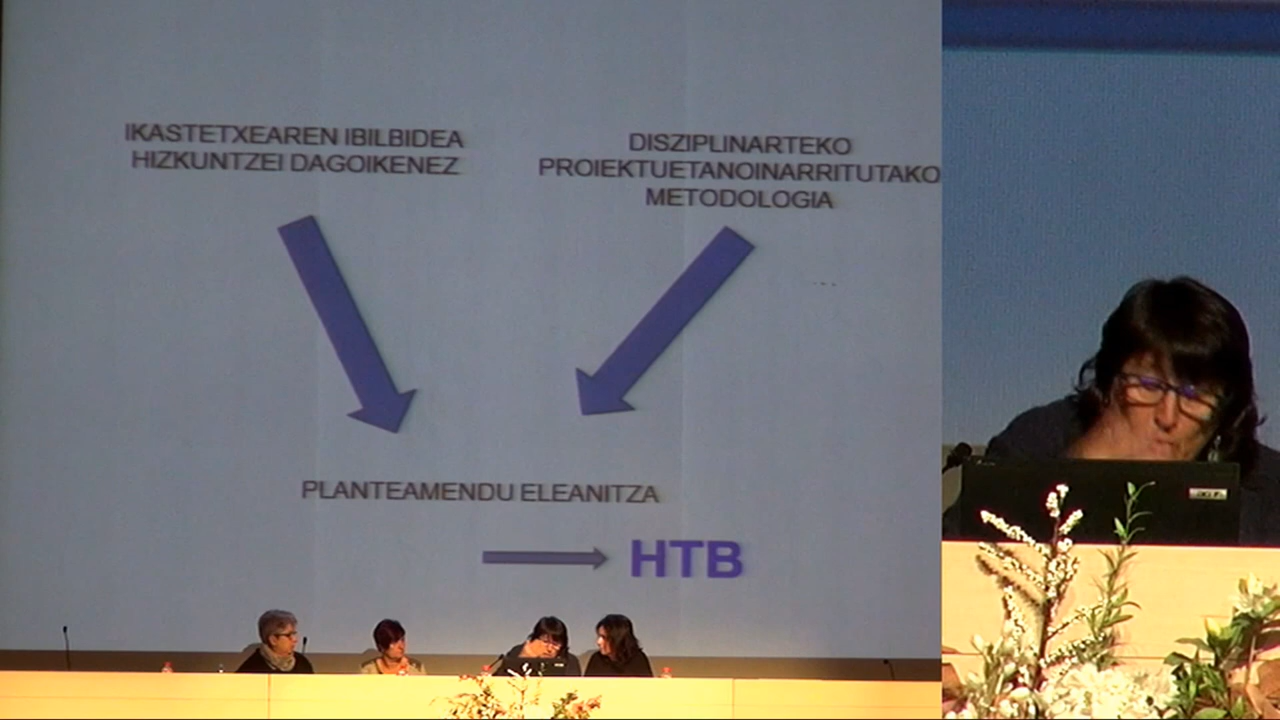 IKASTETXEAREN IBILBIDEA
HIZKUNTZEI DAGOIKENEZ
DISZIPLINARTEKO
PROIEKTUETANOINARRITUTAKO
METODOLOGIA
PLANTEAMENDU ELEANITZA
HTB